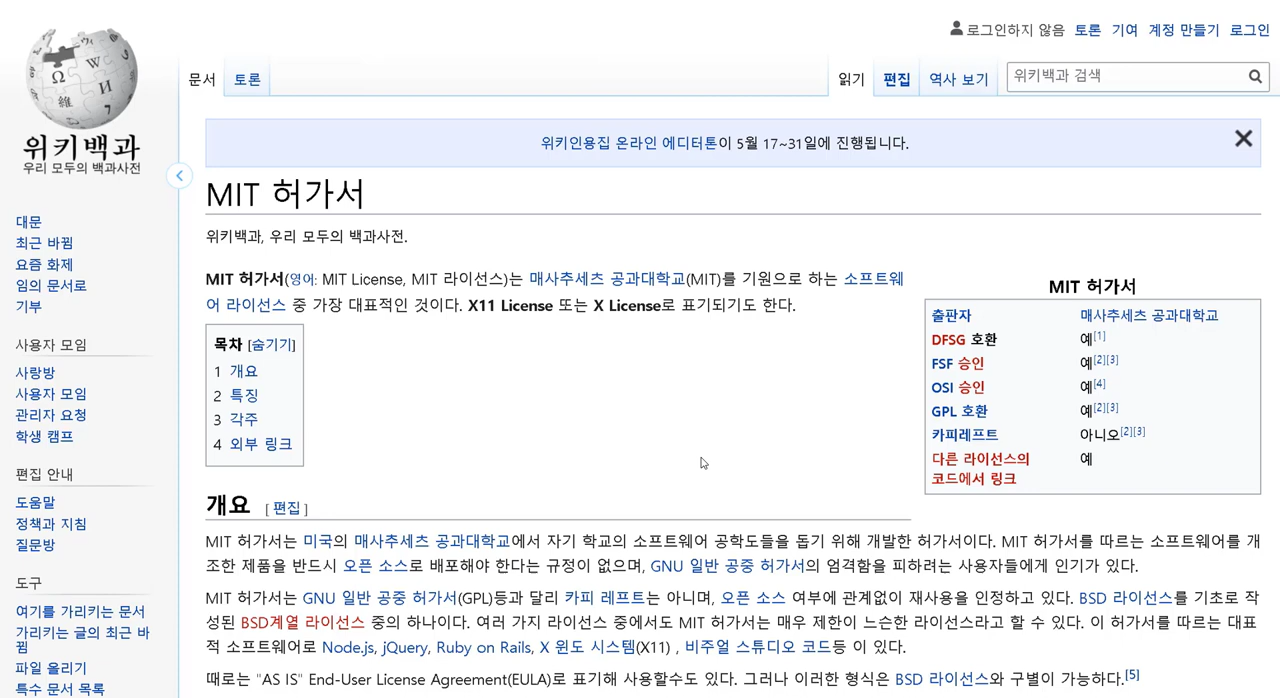 로그인하지 않음 토론 기여 계정 만들기 로그인
문서 토론 읽기 편집 역사 보기 위키백과 검색
위키백과
우리 모두의 백과사전
대문
최근 바뀜
요즘 화제
임의 문서로
기부
사용자 모임
사랑방
사용자 모임
관리자 요청
학생 캠프
편집 안내
도움말
정책과 지침
질문방
도구
여기를 가리키는 문서
가리키는 글의 최근 바
뀜
파일 올리기
특수 문서 목록
위키인용집 온라인 에디터톤이 5월 17~31일에 진행됩니다.
MIT 허가서
위키백과, 우리 모두의 백과사전.
MIT 허가서(영어: MIT License, MIT 라이선스)는 매사추세츠 공과대학교(MIT)를 기원으로 하는 소프트웨
어 라이선스 중 가장 대표적인 것이다. X11 License 또는 X License로 표기되기도 한다.
목차 [숨기기]
1 개요
2 특징
3 각주
4 외부 링크
MIT 허가서
출판자 매사추세츠 공과대학교
DFSG 호환 예[1]
FSF 승인 예[2][3]
OSI 승인 예[4]
GPL 호환 예[2][3]
카피레프트 아니오[2][3]
다른 라이선스의 예
코드에서 링크
개요 [ 편집 ]
MIT 허가서는 미국의 매사추세츠 공과대학교에서 자기 학교의 소프트웨어 공학도들을 돕기 위해 개발한 허가서이다. MIT 허가서를 따르는 소프트웨어를 개
조한 제품을 반드시 오픈 소스로 배포해야 한다는 규정이 없으며, GNU 일반 공중 허가서의 엄격함을 피하려는 사용자들에게 인기가 있다.
MIT 허가서는 GNU 일반 공중 허가서(GPL)등과 달리 카피 레프트는 아니며, 오픈 소스 여부에 관계없이 재사용을 인정하고 있다. BSD 라이선스를 기초로 작
성된 BSD계열 라이선스 중의 하나이다. 여러 가지 라이선스 중에서도 MIT 허가서는 매우 제한이 느슨한 라이선스라고 할 수 있다. 이 허가서를 따르는 대표
적 소프트웨어로 Node.js, jQuery, Ruby on Rails, X 윈도 시스템(X11) , 비주얼 스튜디오 코드등 이 있다.
때로는 "AS IS" End-User License Agreement(EULA)로 표기해 사용할수도 있다. 그러나 이러한 형식은 BSD 라이선스와 구별이 가능하다.[5]